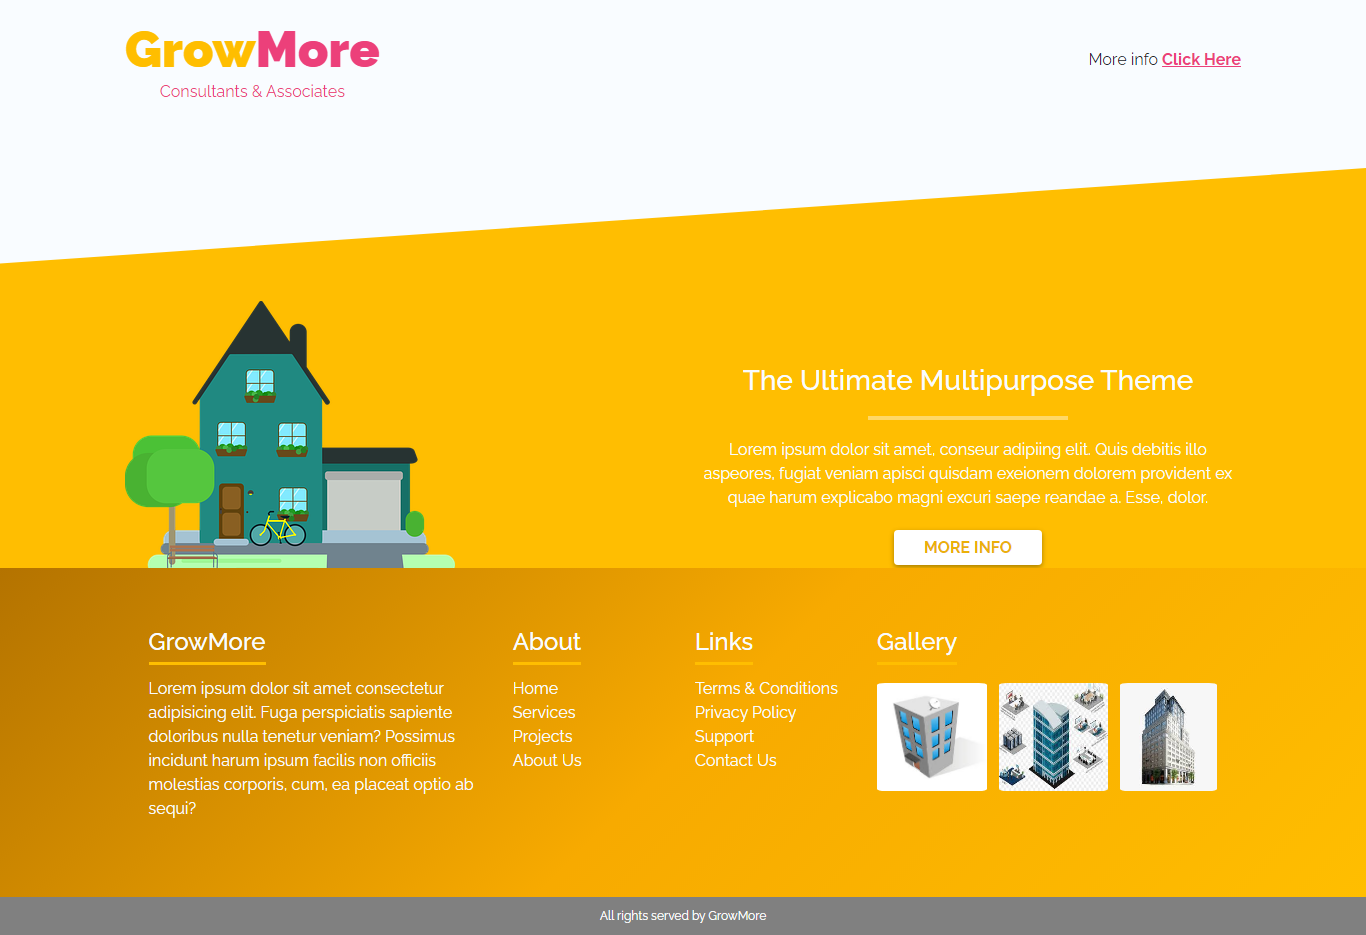 GrowMore
Consultants & Associates
More info Click Here
The Ultimate Multipurpose Theme
Lorem ipsum dolor sit amet, conseur adipiing elit. Quis debitis illo
aspeores, fugiat veniam apisci quisdam exeionem dolorem provident ex
quae harum explicabo magni excuri saepe reandae a. Esse, dolor.
MORE INFO
GrowMore
Lorem ipsum dolor sit amet consectetur
adipisicing elit. Fuga perspiciatis sapiente
doloribus nulla tenetur veniam? Possimus
incidunt harum ipsum facilis non officiis
molestias corporis, cum, ea placeat optio ab
sequi?
About
Home
Services
Projects
About Us
Links
Terms & Conditions
Privacy Policy
Support
Contact Us
Gallery
All rights served by GrowMore